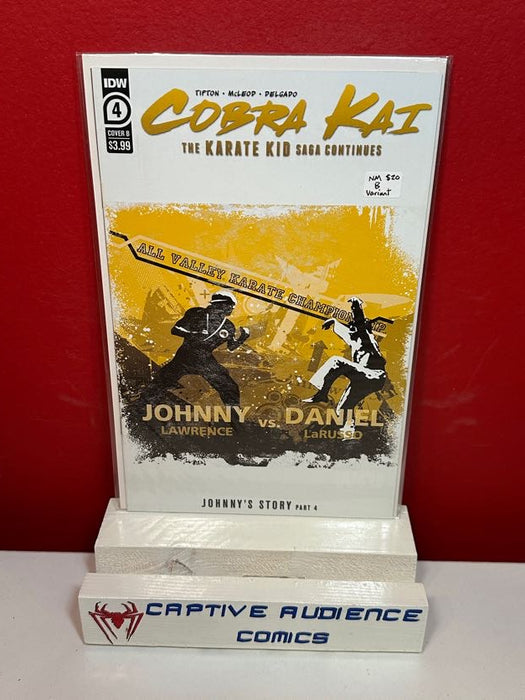 IDW
4
COVER B
$3.99
TIPTON • McLEOD • DELGADO
COBRA KAI
THE KARATE KID SAGA CONTINUES
NM $20
B
Variant
ALL VALLEY KARATE CHAMPIONSHIP
JOHNNY vs. DANIEL
LAWRENCE LaRUSSO
JOHNNY'S STORY PART 4
CAPTIVE AUDIENCE
COMICS